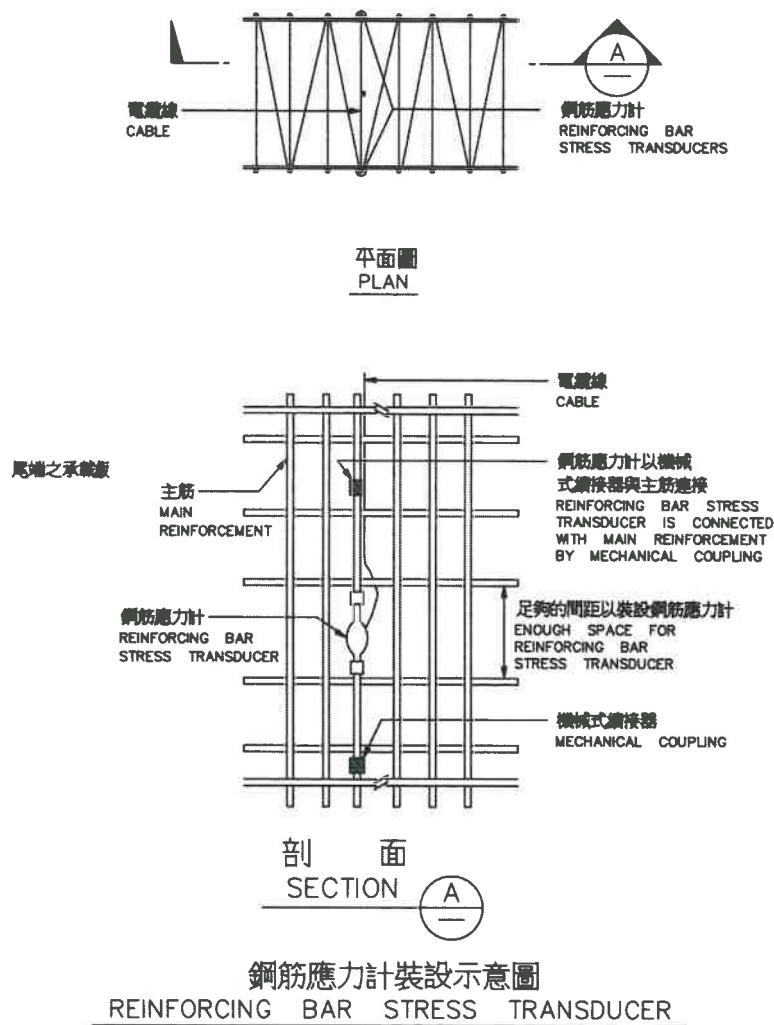 A
電纜線
CABLE
鋼筋應力計
REINFORCING BAR
STRESS TRANSDUCERS
平面圖
PLAN
電纜線
CABLE
尾端之承載鈑
主筋
MAIN
REINFORCEMENT
鋼筋應力計以機械
式續接器與主筋連接
REINFORCING BAR STRESS
TRANSDUCER IS CONNECTED
WITH MAIN REINFORCEMENT
BY MECHANICAL COUPLING
鋼筋應力計
REINFORCING BAR
STRESS TRANSDUCER
足夠的間距以裝設鋼筋應力計
ENOUGH SPACE FOR
REINFORCING BAR
STRESS TRANSDUCER
機械式續接器
MECHANICAL COUPLING
剖 面
SECTION A
鋼筋應力計裝設示意圖
REINFORCING BAR STRESS TRANSDUCER